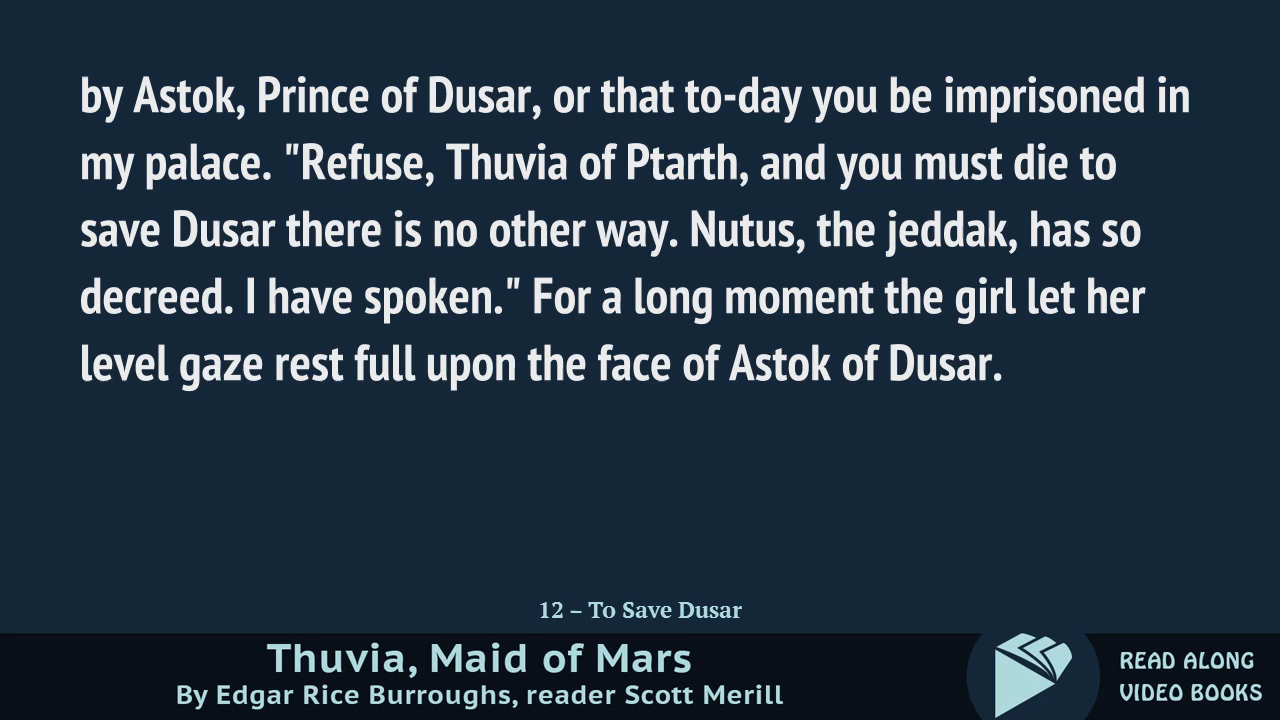 by Astok, Prince of Dusar, or that to-day you be imprisoned in
my palace. "Refuse, Thuvia of Ptarth, and you must die to
save Dusar there is no other way. Nutus, the jeddak, has so
decreed. I have spoken." For a long moment the girl let her
level gaze rest full upon the face of Astok of Dusar.
12 – To Save Dusar
Thuvia, Maid of Mars
By Edgar Rice Burroughs, reader Scott Merill
READ ALONG
VIDEO BOOKS